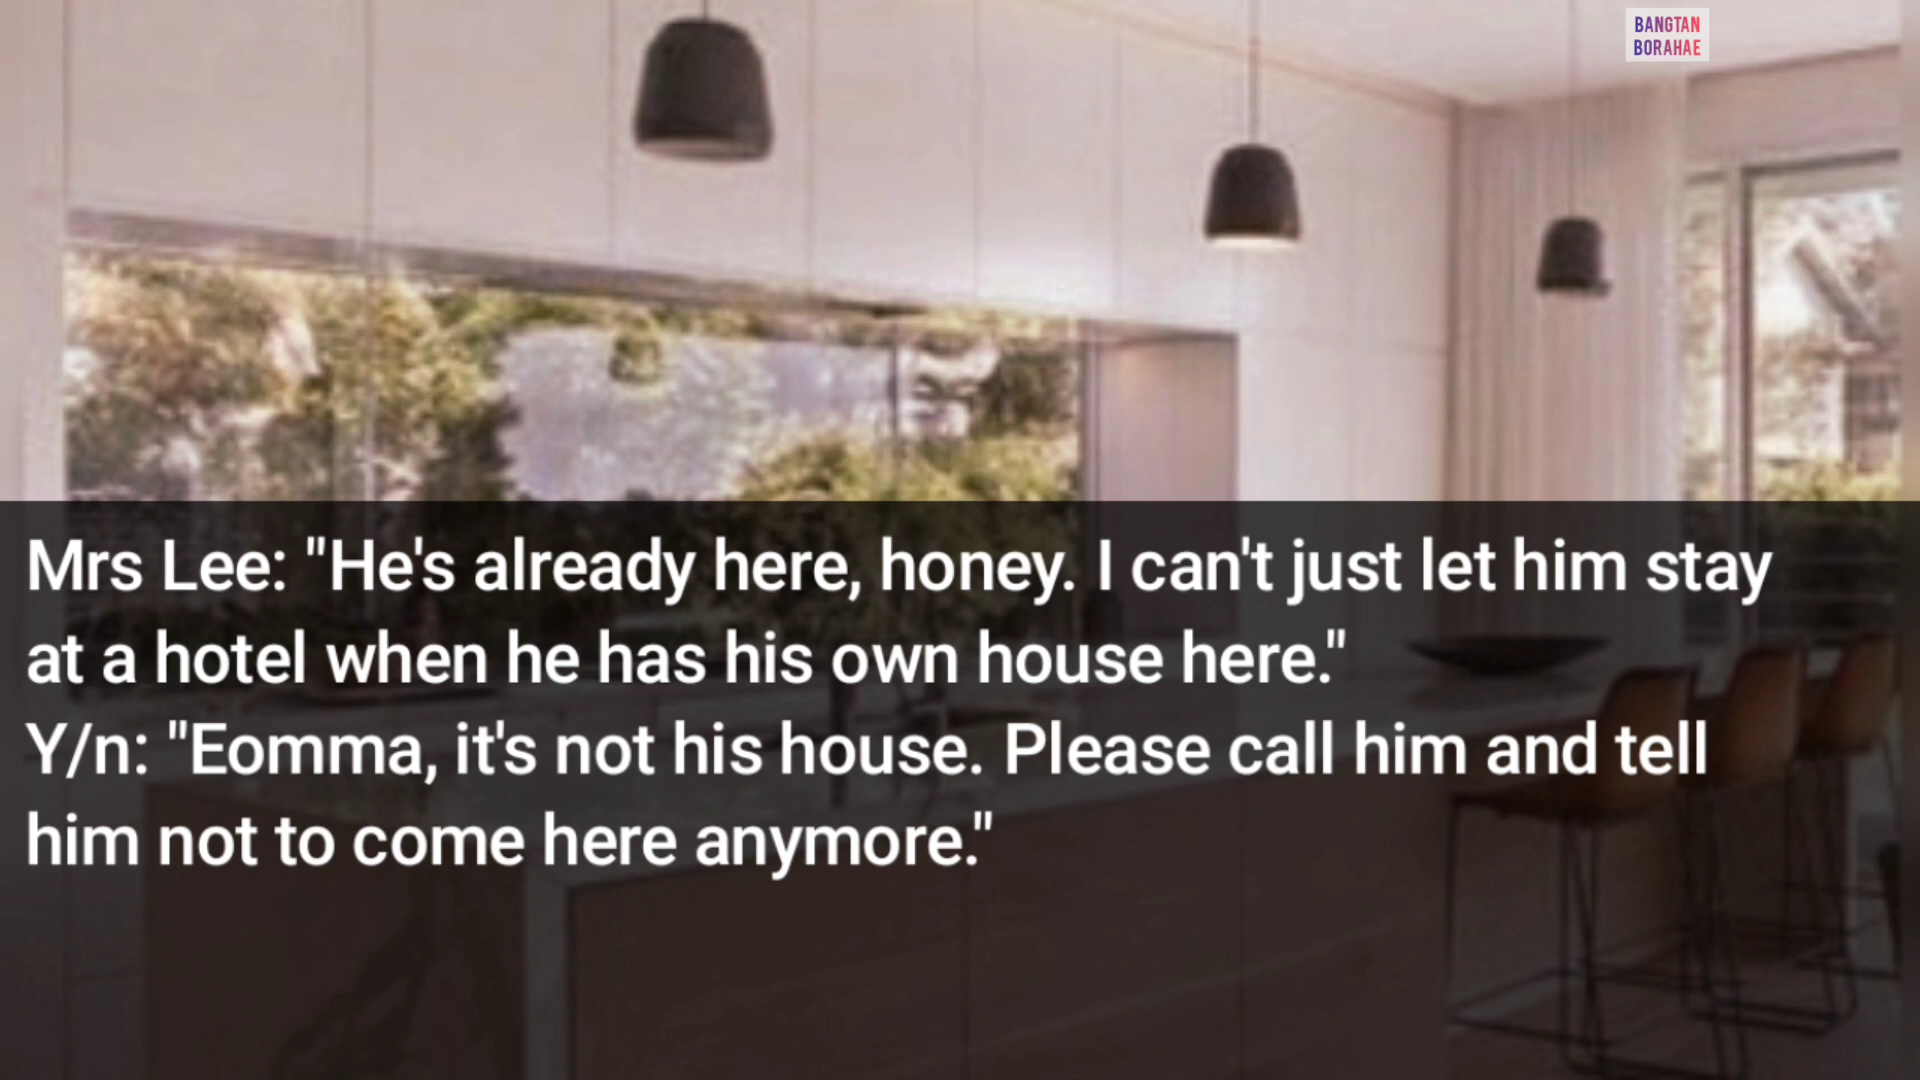 BANGTAN
BORAHAE
Mrs Lee: "He's already here, honey. I can't just let him stay
at a hotel when he has his own house here."
Y/n: "Eomma, it's not his house. Please call him and tell
him not to come here anymore."